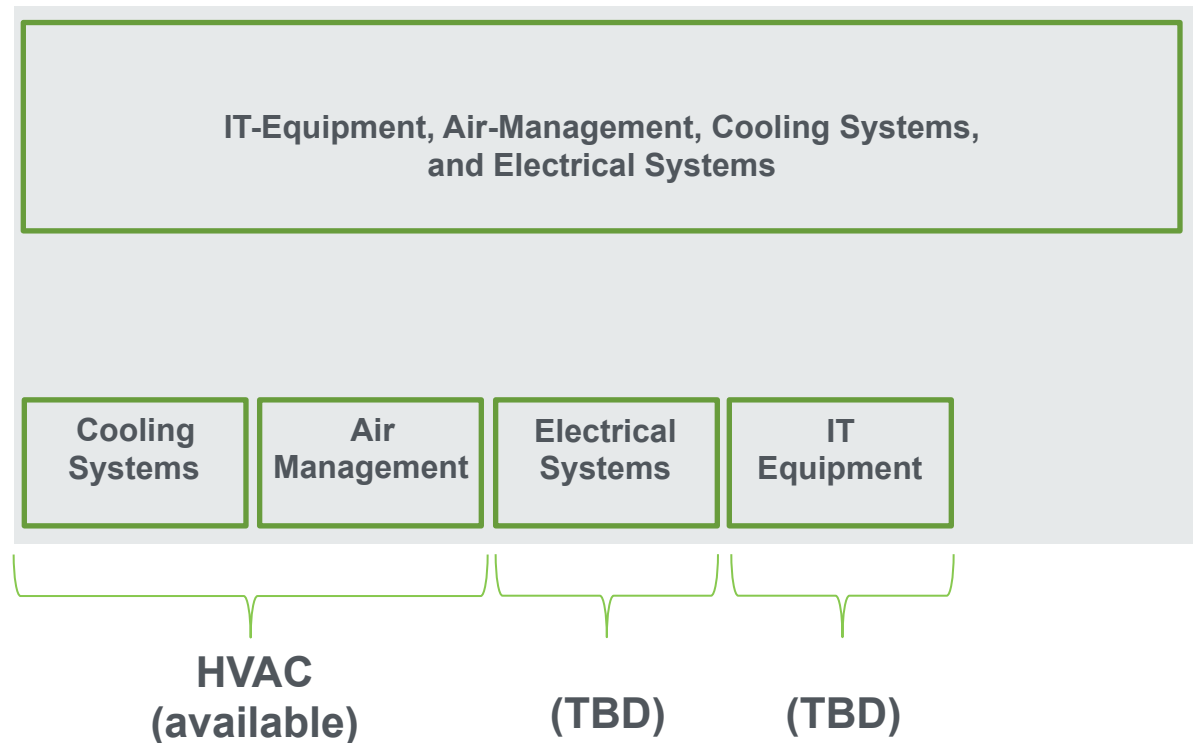 IT-Equipment, Air-Management, Cooling Systems,
and Electrical Systems
Cooling
Systems
Air
Management
Electrical
Systems
IT
Equipment
HVAC
(available)
(TBD)
(TBD)